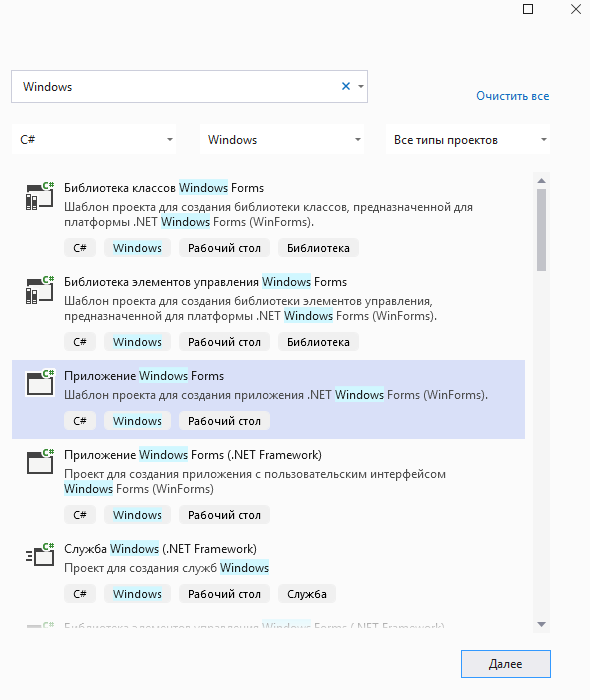 Windows
Очистить все
C#
Windows
Все типы проектов
C#
Библиотека классов Windows Forms
Шаблон проекта для создания библиотеки классов, предназначенной для
платформы .NET Windows Forms (WinForms).
C# Windows Рабочий стол Библиотека
C#
Библиотека элементов управления Windows Forms
Шаблон проекта для создания библиотеки элементов управления,
предназначенной для платформы .NET Windows Forms (WinForms).
C# Windows Рабочий стол Библиотека
C#
Приложение Windows Forms
Шаблон проекта для создания приложения .NET Windows Forms (WinForms).
C# Windows Рабочий стол
C#
Приложение Windows Forms (.NET Framework)
Проект для создания приложения с пользовательским интерфейсом
Windows Forms (WinForms)
C# Windows Рабочий стол
C#
Служба Windows (.NET Framework)
Проект для создания служб Windows
C# Windows Рабочий стол Служба
C#
Библиотека элементов управления Windows Forms (.NET Framework)
Далее